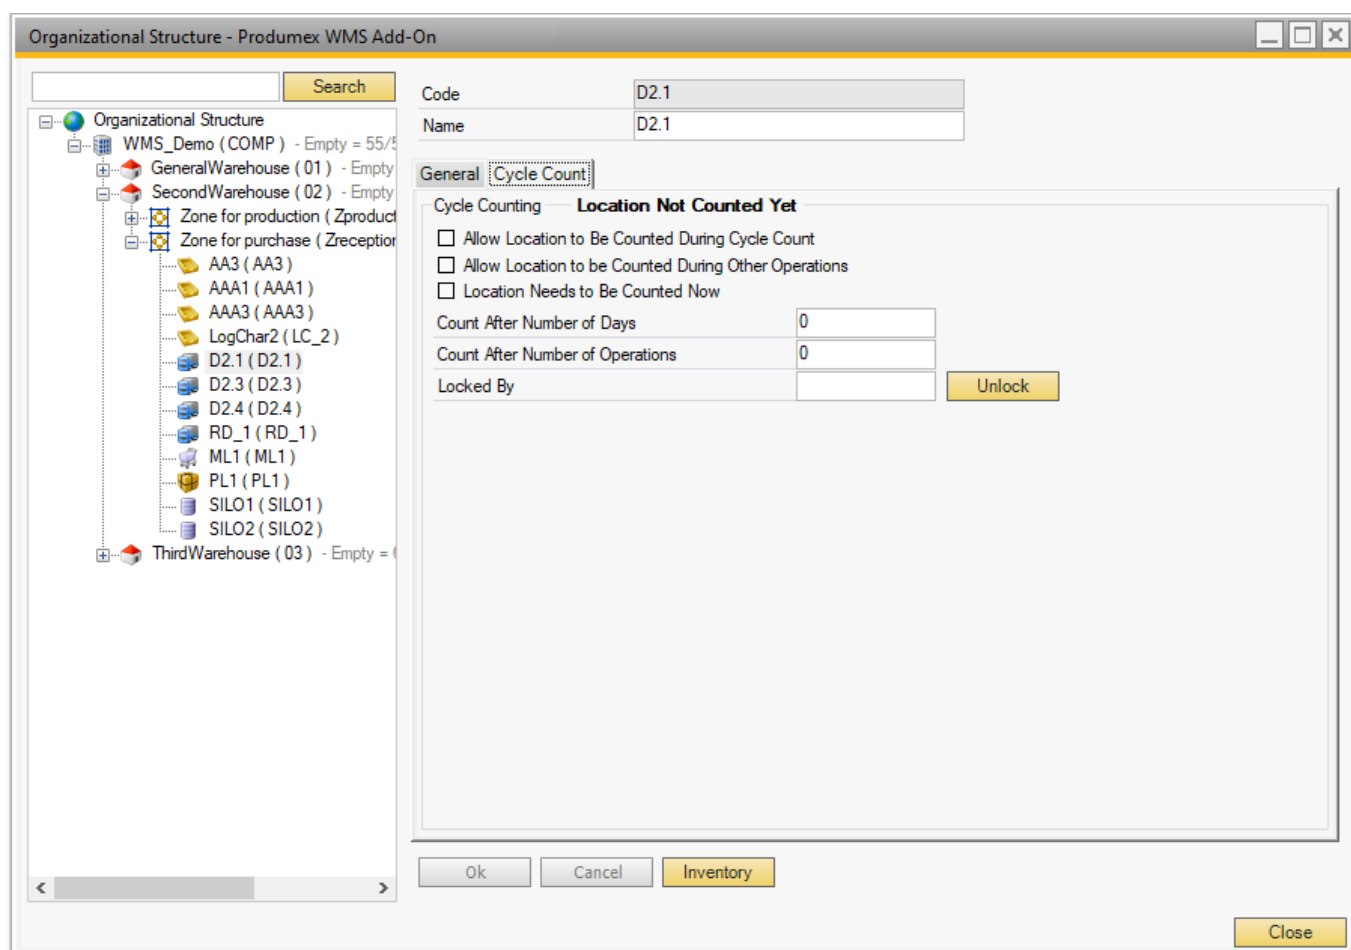 Organizational Structure - Produmex WMS Add-On
Search
Organizational Structure
WMS_Demo ( COMP ) - Empty = 55/5
GeneralWarehouse ( 01 ) - Empty
SecondWarehouse ( 02 ) - Empty
Zone for production ( Zproduct
Zone for purchase ( Zreception
AA3 ( AA3 )
AAA1 ( AAA1 )
AAA3 ( AAA3 )
LogChar2 ( LC_2 )
D2.1 ( D2.1 )
D2.3 ( D2.3 )
D2.4 ( D2.4 )
RD_1 ( RD_1 )
ML1 ( ML1 )
PL1 ( PL1 )
SILO1 ( SILO1 )
SILO2 ( SILO2 )
ThirdWarehouse ( 03 ) - Empty =
Code D2.1
Name D2.1
General Cycle Count
Cycle Counting Location Not Counted Yet
Allow Location to Be Counted During Cycle Count
Allow Location to be Counted During Other Operations
Location Needs to Be Counted Now
Count After Number of Days 0
Count After Number of Operations 0
Locked By Unlock
Ok Cancel Inventory
Close